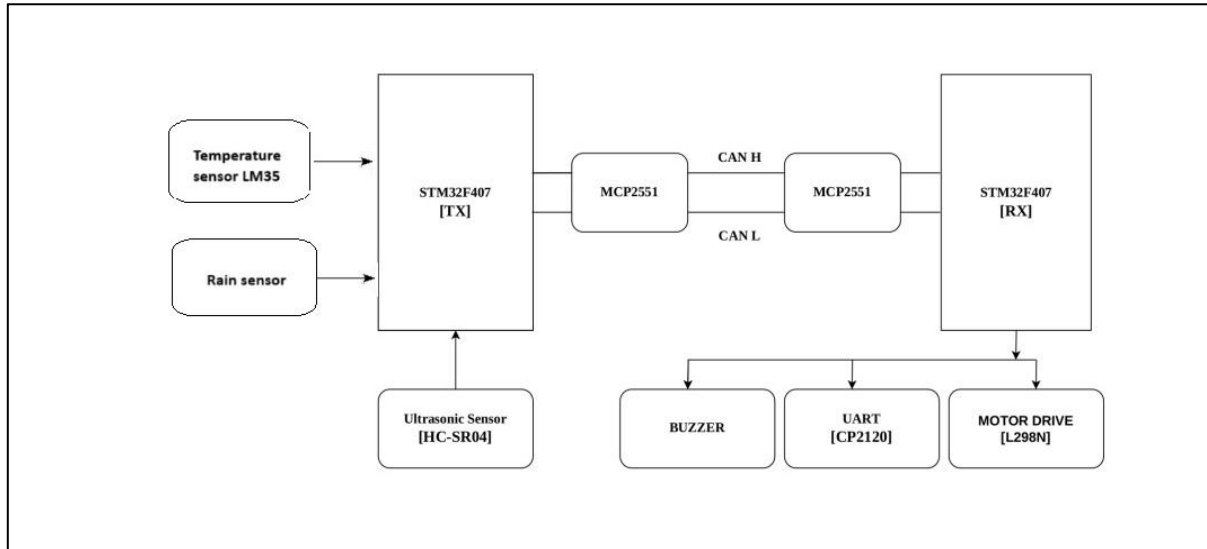 Temperature
sensor LM35
Rain sensor
STM32F407
[TX]
MCP2551
CAN H
CAN L
MCP2551
STM32F407
[RX]
Ultrasonic Sensor
[HC-SR04]
BUZZER
UART
[CP2120]
MOTOR DRIVE
[L298N]